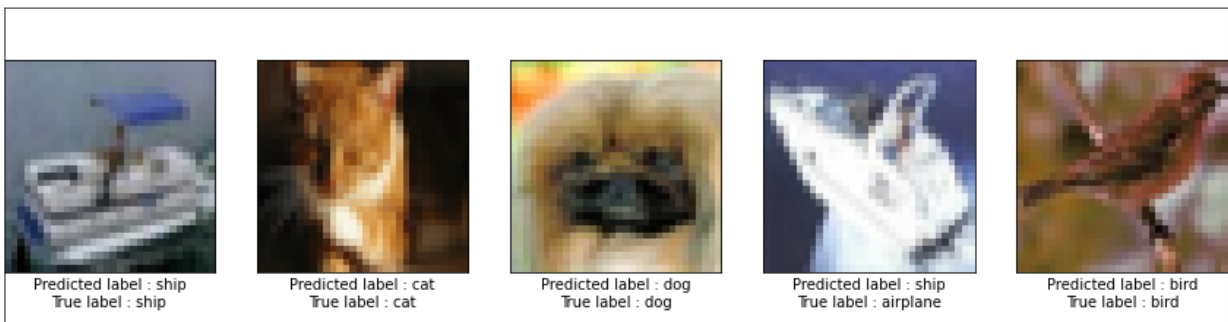 Predicted label : ship
True label : ship
Predicted label : cat
True label : cat
Predicted label : dog
True label : dog
Predicted label : ship
True label : airplane
Predicted label : bird
True label : bird